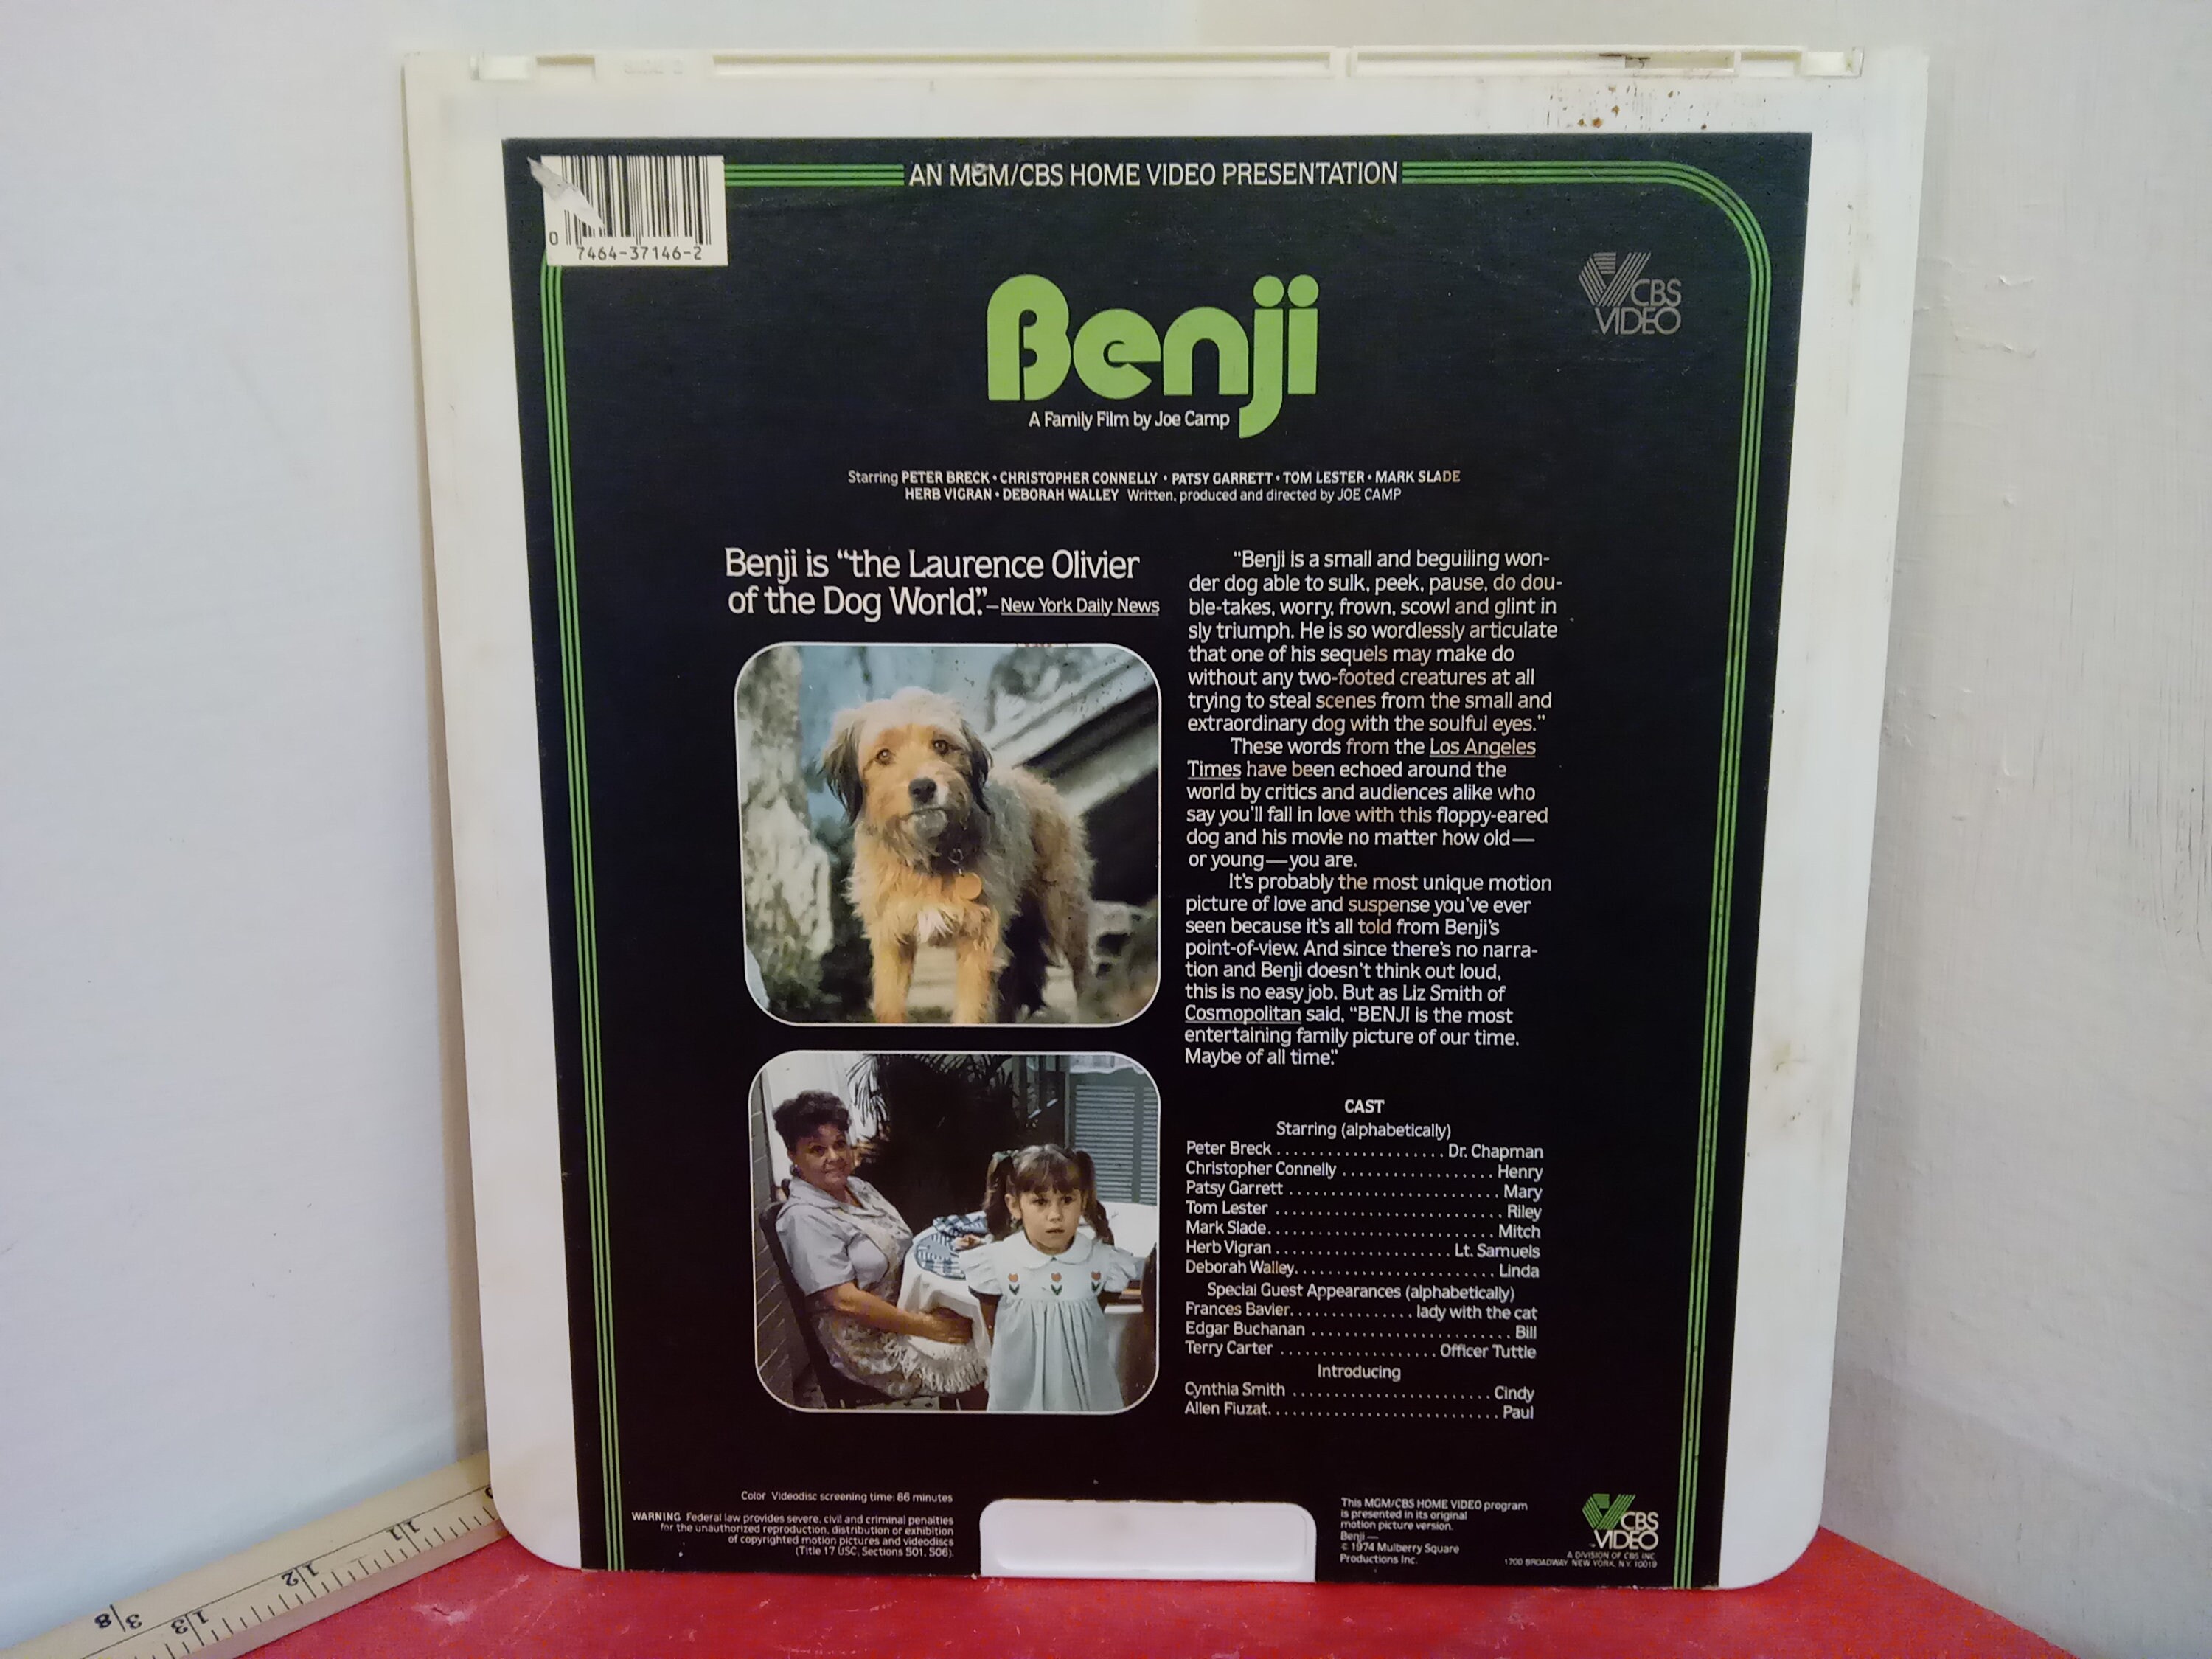 AN MGM/CBS HOME VIDEO PRESENTATION
0 7464-37146-2
CBS
VIDEO
Benji
A Family Film by Joe Camp
Starring PETER BRECK • CHRISTOPHER CONNELLY • PATSY GARRETT • TOM LESTER • MARK SLADE
HERB VIGRAN • DEBORAH WALLEY Written, produced and directed by JOE CAMP
Benji is “the Laurence Olivier
of the Dog World.”—New York Daily News
“Benji is a small and beguiling won-
der dog able to sulk, peek, pause, do dou-
ble-takes, worry, frown, scowl and glint in
sly triumph. He is so wordlessly articulate
that one of his sequels may make do
without any two-footed creatures at all
trying to steal scenes from the small and
extraordinary dog with the soulful eyes.”
These words from the Los Angeles
Times have been echoed around the
world by critics and audiences alike who
say you'll fall in love with this floppy-eared
dog and his movie no matter how old—
or young—you are.
It's probably the most unique motion
picture of love and suspense you've ever
seen because it's all told from Benji's
point-of-view. And since there's no narra-
tion and Benji doesn't think out loud,
this is no easy job. But as Liz Smith of
Cosmopolitan said, “BENJI is the most
entertaining family picture of our time.
Maybe of all time.”
CAST
Starring (alphabetically)
Peter Breck .................... Dr. Chapman
Christopher Connelly .................. Henry
Patsy Garrett ......................... Mary
Tom Lester ........................... Riley
Mark Slade........................... Mitch
Herb Vigran ..................... Lt. Samuels
Deborah Walley........................ Linda
Special Guest Appearances (alphabetically)
Frances Bavier.............. lady with the cat
Edgar Buchanan ........................ Bill
Terry Carter ................... Officer Tuttle
Introducing
Cynthia Smith ........................ Cindy
Allen Fiuzat............................ Paul
Color Videodisc screening time: 86 minutes
WARNING Federal law provides severe, civil and criminal penalties
for the unauthorized reproduction, distribution or exhibition
of copyrighted motion pictures and videodiscs
(Title 17 USC, Sections 501, 506).
This MGM/CBS HOME VIDEO program
is presented in its original
motion picture version.
Benji—
© 1974 Mulberry Square
Productions Inc.
CBS
VIDEO
A DIVISION OF CBS INC
1700 BROADWAY NEW YORK, N.Y. 10019
11
12
13
3/8